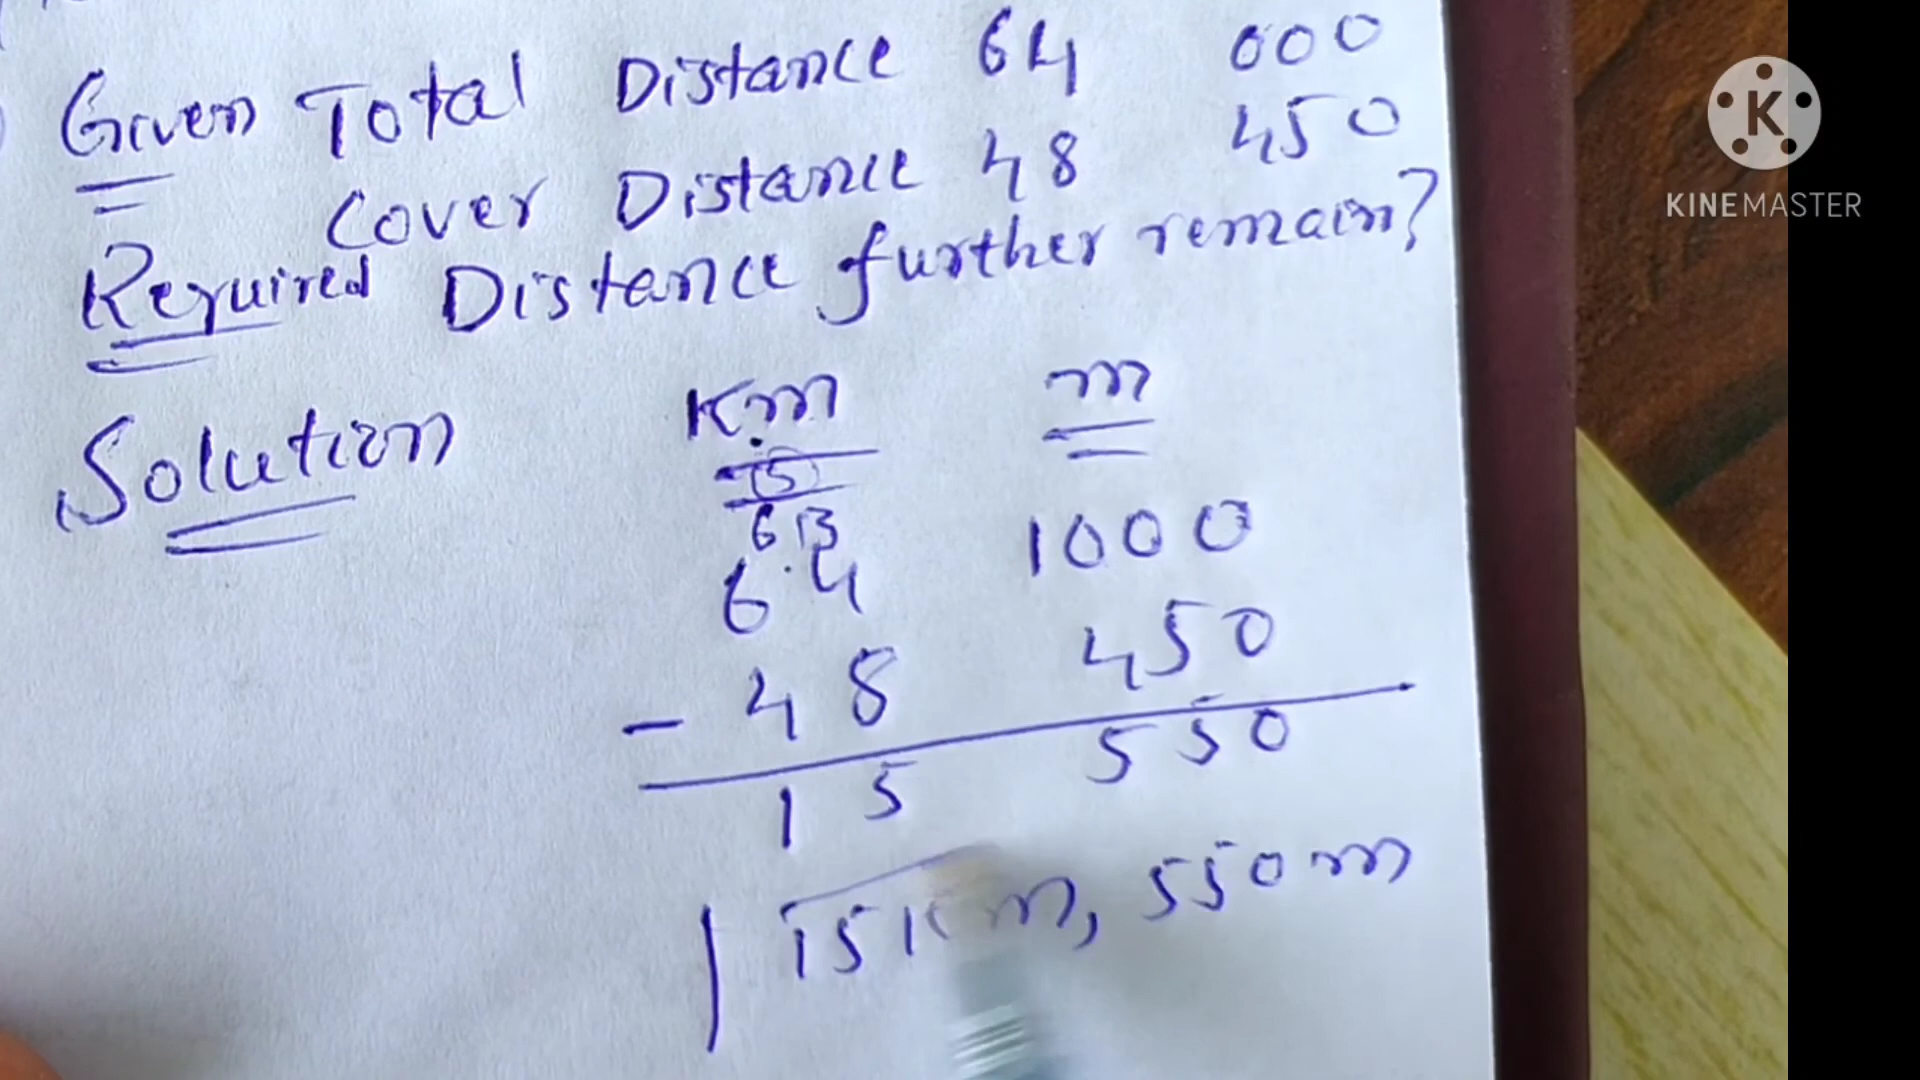 Given Total Distance 64 000
Cover Distance 48 450
Required Distance further remain?
Solution Km m
63
64 1000
- 48 450
15 550
15 Km, 550 m
K
KINEMASTER